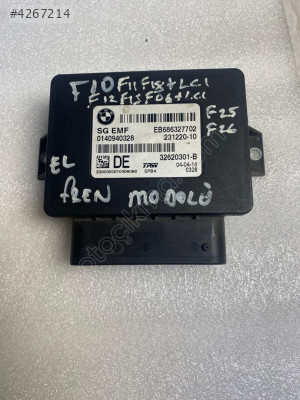 #4267214
F10 F11 F18+LCI
F12 F13 F06+LCI
F25
F26
SG EMF
EB686327702
0140940328
231220-10
DE
32620301-B
TRW
04-04-14
EPB4
0328
EL
FREN MODÜLÜ